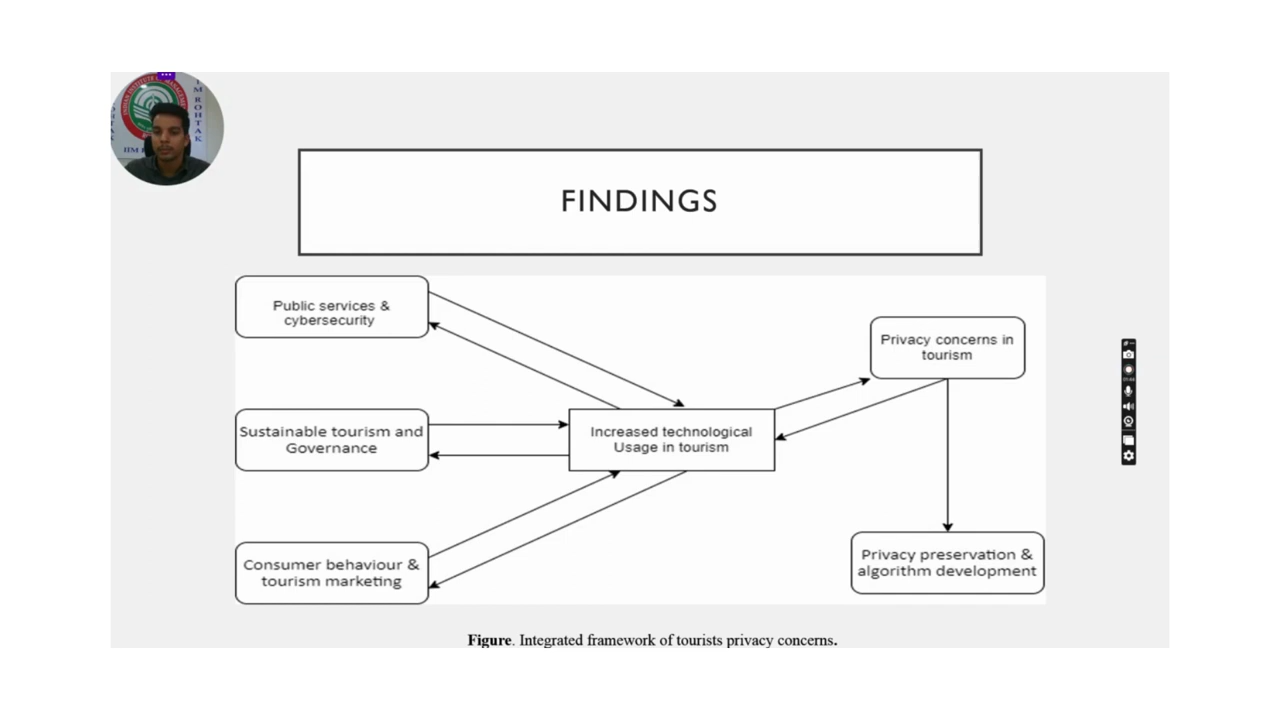 FINDINGS
Public services &
cybersecurity
Privacy concerns in
tourism
Sustainable tourism and
Governance
Increased technological
Usage in tourism
Consumer behaviour &
tourism marketing
Privacy preservation &
algorithm development
Figure. Integrated framework of tourists privacy concerns.